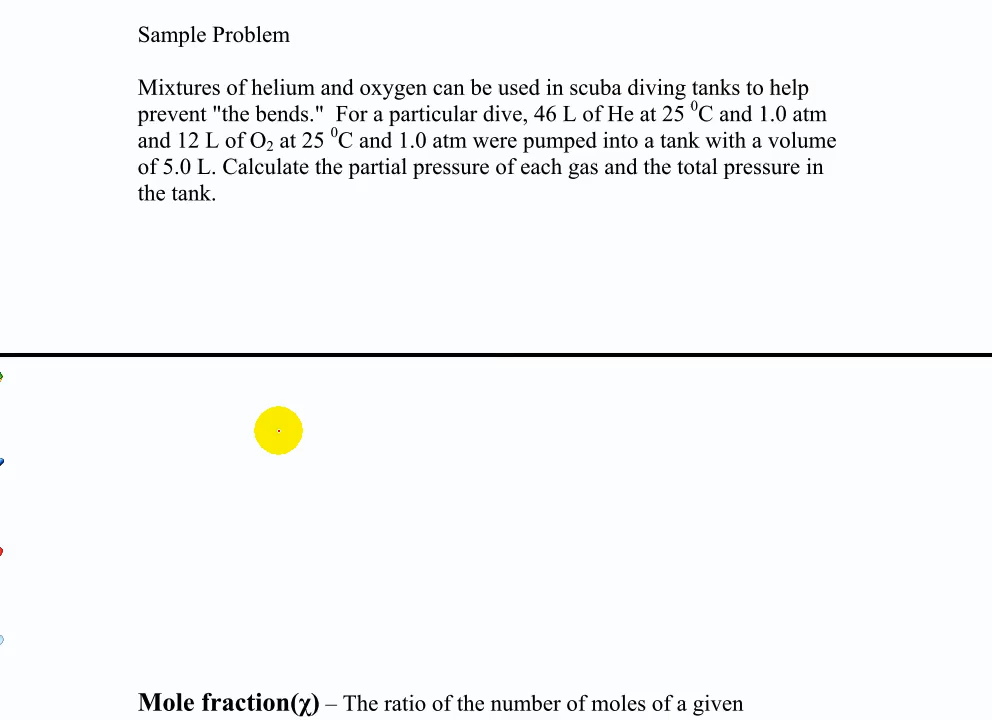 Sample Problem
Mixtures of helium and oxygen can be used in scuba diving tanks to help
prevent "the bends."  For a particular dive, 46 L of He at 25 ⁰C and 1.0 atm
and 12 L of O₂ at 25 ⁰C and 1.0 atm were pumped into a tank with a volume
of 5.0 L. Calculate the partial pressure of each gas and the total pressure in
the tank.
Mole fraction(χ) – The ratio of the number of moles of a given